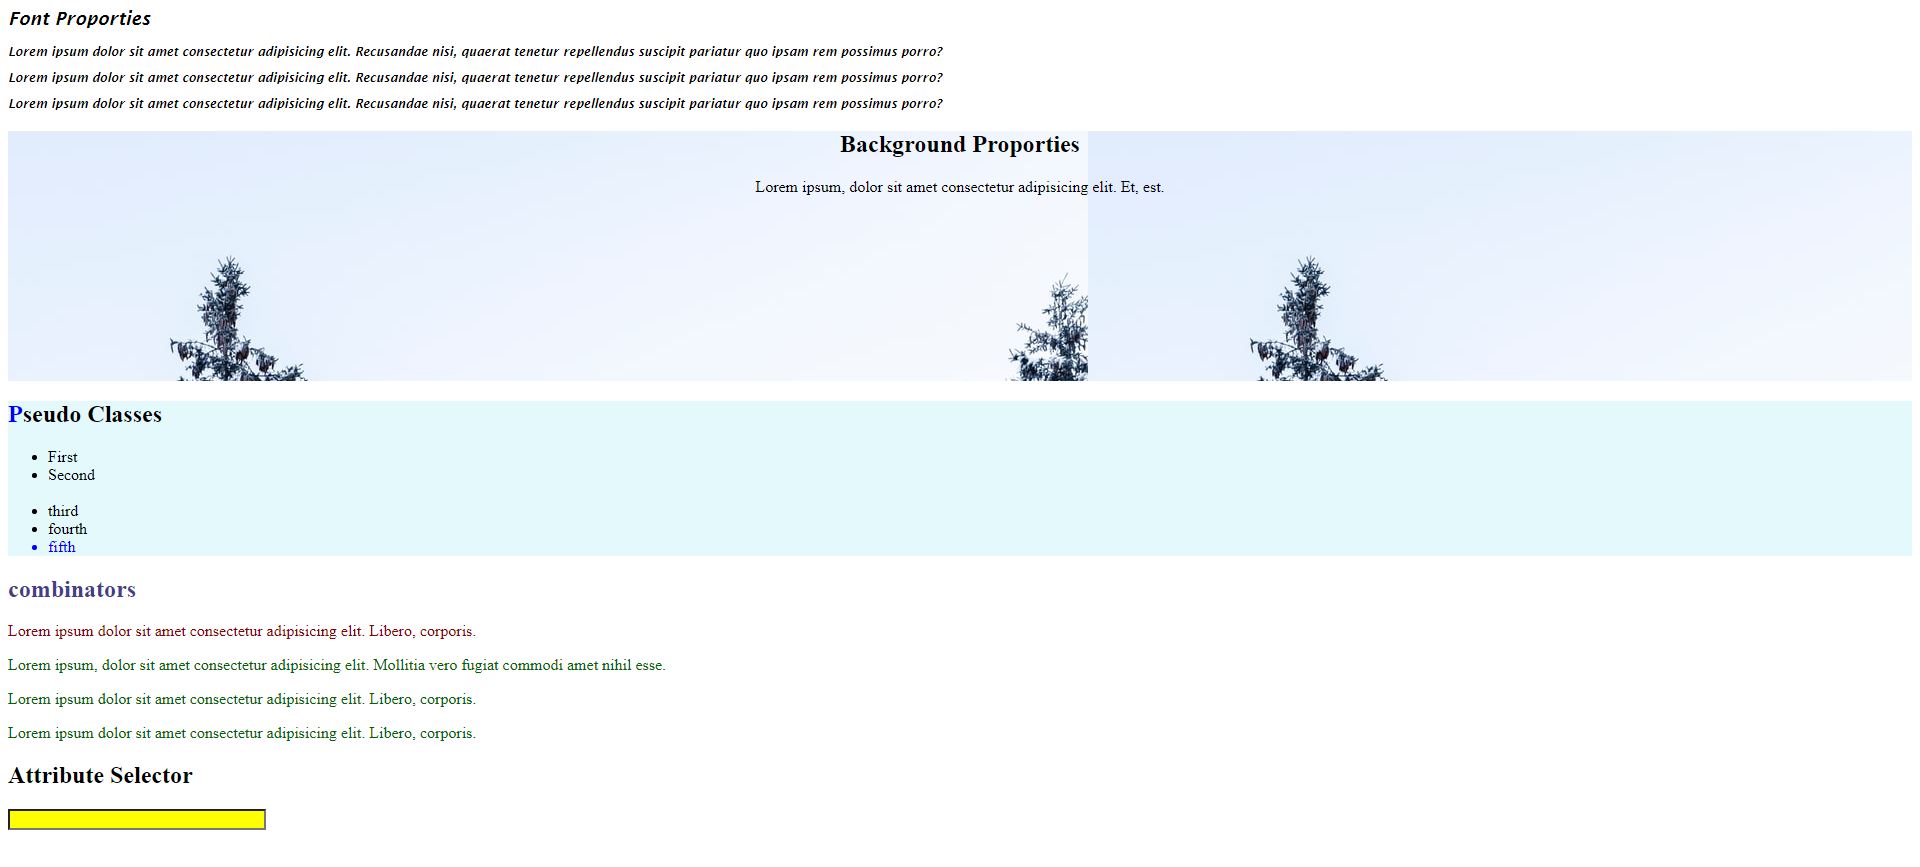 Font Proporties
Lorem ipsum dolor sit amet consectetur adipisicing elit. Recusandae nisi, quaerat tenetur repellendus suscipit pariatur quo ipsam rem possimus porro?
Lorem ipsum dolor sit amet consectetur adipisicing elit. Recusandae nisi, quaerat tenetur repellendus suscipit pariatur quo ipsam rem possimus porro?
Lorem ipsum dolor sit amet consectetur adipisicing elit. Recusandae nisi, quaerat tenetur repellendus suscipit pariatur quo ipsam rem possimus porro?
Background Proporties
Lorem ipsum, dolor sit amet consectetur adipisicing elit. Et, est.
Pseudo Classes
First
Second
third
fourth
fifth
combinators
Lorem ipsum dolor sit amet consectetur adipisicing elit. Libero, corporis.
Lorem ipsum, dolor sit amet consectetur adipisicing elit. Mollitia vero fugiat commodi amet nihil esse.
Lorem ipsum dolor sit amet consectetur adipisicing elit. Libero, corporis.
Lorem ipsum dolor sit amet consectetur adipisicing elit. Libero, corporis.
Attribute Selector